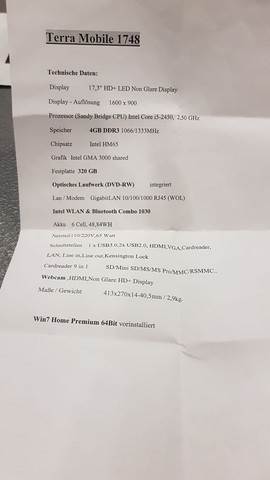 Terra Mobile 1748
Technische Daten:
Display 17,3" HD+ LED Non Glare Display
Display - Auflösung 1600 x 900
Prozessor (Sandy Bridge CPU) Intel Core i5-2450, 2,50 GHz
Speicher 4GB DDR3 1066/1333MHz
Chipsatz Intel HM65
Grafik Intel GMA 3000 shared
Festplatte 320 GB
Optisches Laufwerk (DVD-RW) integriert
Lan / Modem GigabitLAN 10/100/1000 RJ45 (WOL)
Intel WLAN & Bluetooth Combo 1030
Akku 6 Cell, 48,84WH
Netzteil110/220V,65 Watt
Schnittstellen 1 x USB3.0,2x USB2.0, HDMI,VGA,Cardreader,
LAN, Line in,Line out,Kensington Lock
Cardreader 9 in 1 SD/Mini SD/MS/MS Pro/MMC/RSMMC..
Webcam ,HDMI,Non Glare HD+ Display
Maße / Gewicht 413x270x14-40,5mm / 2,9kg.
Win7 Home Premium 64Bit vorinstalliert